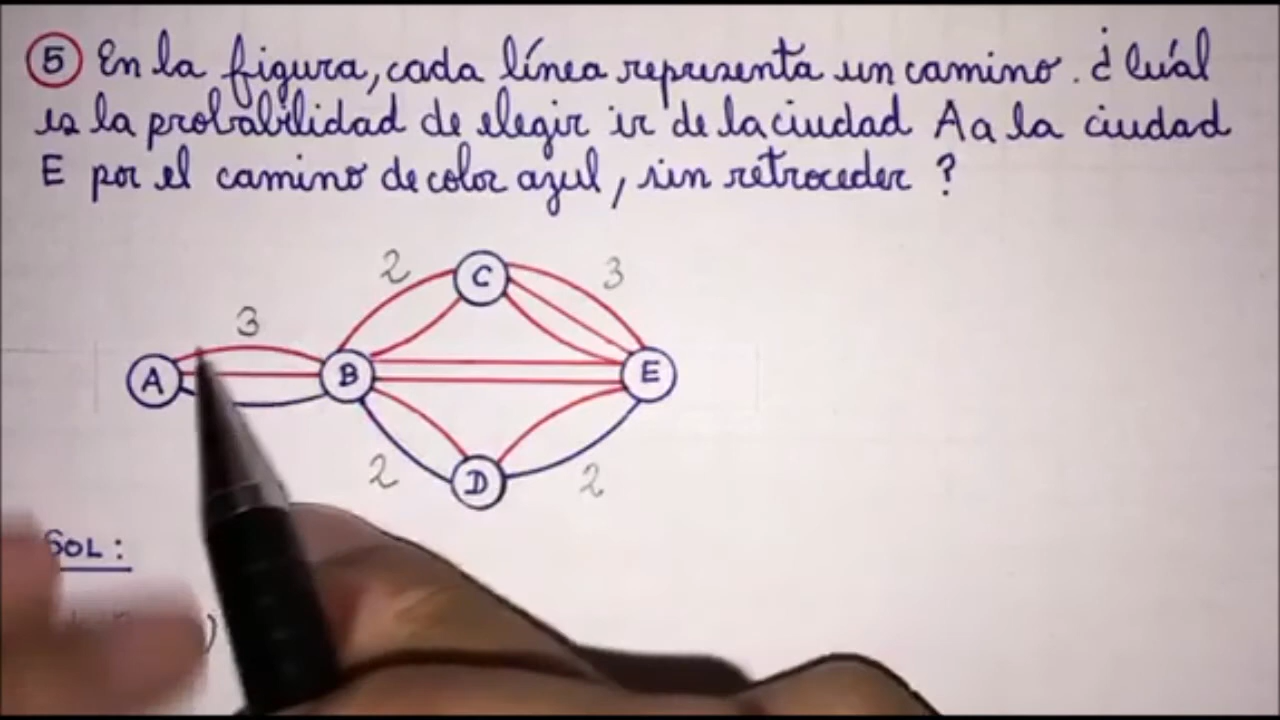 5 En la figura, cada línea representa un camino. ¿Cuál
es la probabilidad de elegir ir de la ciudad A a la ciudad
E por el camino de color azul, sin retroceder ?
2 C 3
3
A B E
2 D 2
SOL: